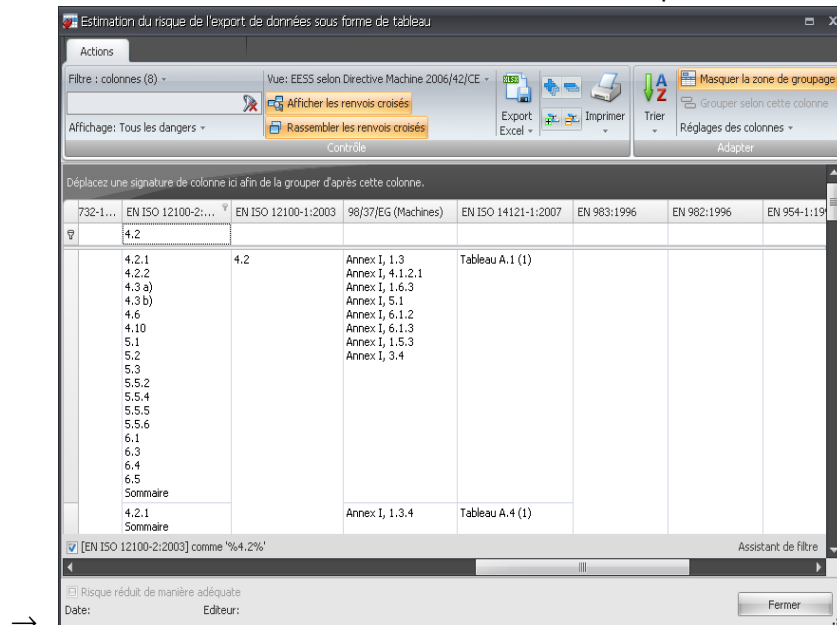 Estimation du risque de l'export de données sous forme de tableau
Actions
Filtre : colonnes (8)
Vue: EESS selon Directive Machine 2006/42/CE
Afficher les renvois croisés
Affichage: Tous les dangers
Rassembler les renvois croisés
Contrôle
Export
Excel
Imprimer
Trier
Masquer la zone de groupage
Grouper selon cette colonne
Réglages des colonnes
Adapter
Déplacez une signature de colonne ici afin de la grouper d'après cette colonne.
732-1... EN ISO 12100-2:... EN ISO 12100-1:2003 98/37/EG (Machines) EN ISO 14121-1:2007 EN 983:1996 EN 982:1996 EN 954-1:19
4.2
4.2.1 4.2 Annex I, 1.3 Tableau A.1 (1)
4.2.2 Annex I, 4.1.2.1
4.3 a) Annex I, 1.6.3
4.3 b) Annex I, 5.1
4.6 Annex I, 6.1.2
4.10 Annex I, 6.1.3
5.1 Annex I, 1.5.3
5.2 Annex I, 3.4
5.3
5.5.2
5.5.4
5.5.5
5.5.6
6.1
6.3
6.4
6.5
Sommaire
4.2.1 Annex I, 1.3.4 Tableau A.4 (1)
Sommaire
[EN ISO 12100-2:2003] comme '%4.2%' Assistant de filtre
Risque réduit de manière adéquate
Date: Editeur: Fermer